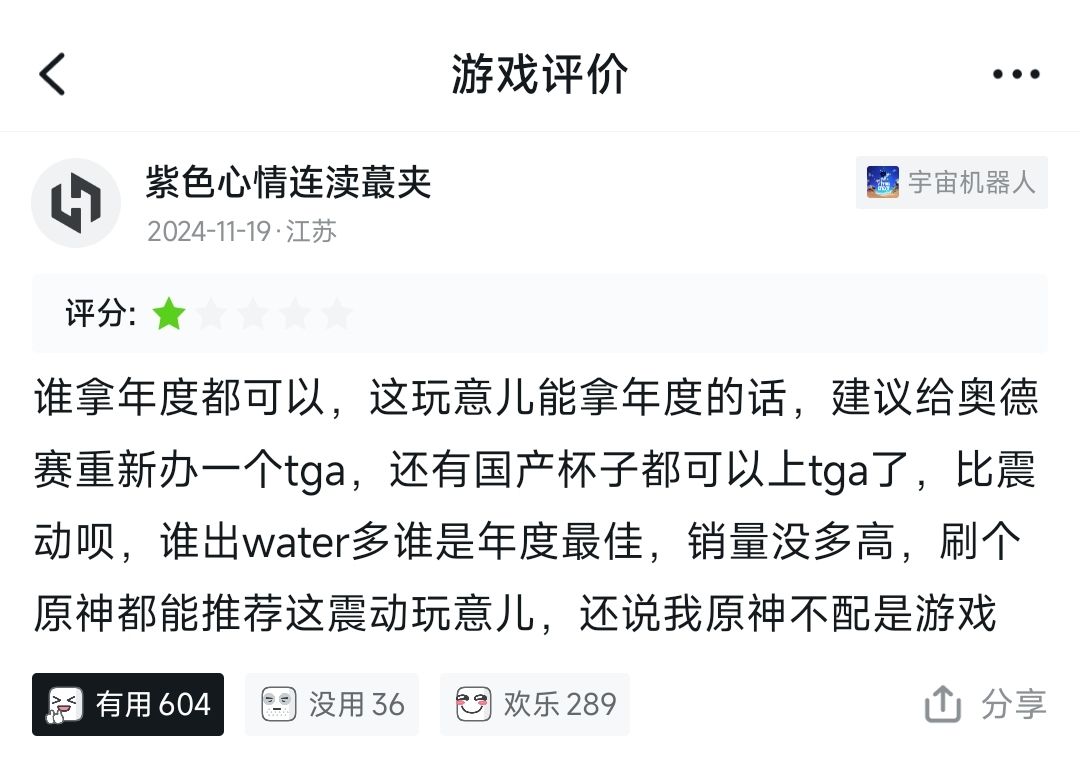 游戏评价
紫色心情连渎蕞夹
宇宙机器人
2024-11-19·江苏
评分:
谁拿年度都可以，这玩意儿能拿年度的话，建议给奥德
赛重新办一个tga，还有国产杯子都可以上tga了，比震
动呗，谁出water多谁是年度最佳，销量没多高，刷个
原神都能推荐这震动玩意儿，还说我原神不配是游戏
有用 604
没用 36
欢乐 289
分享